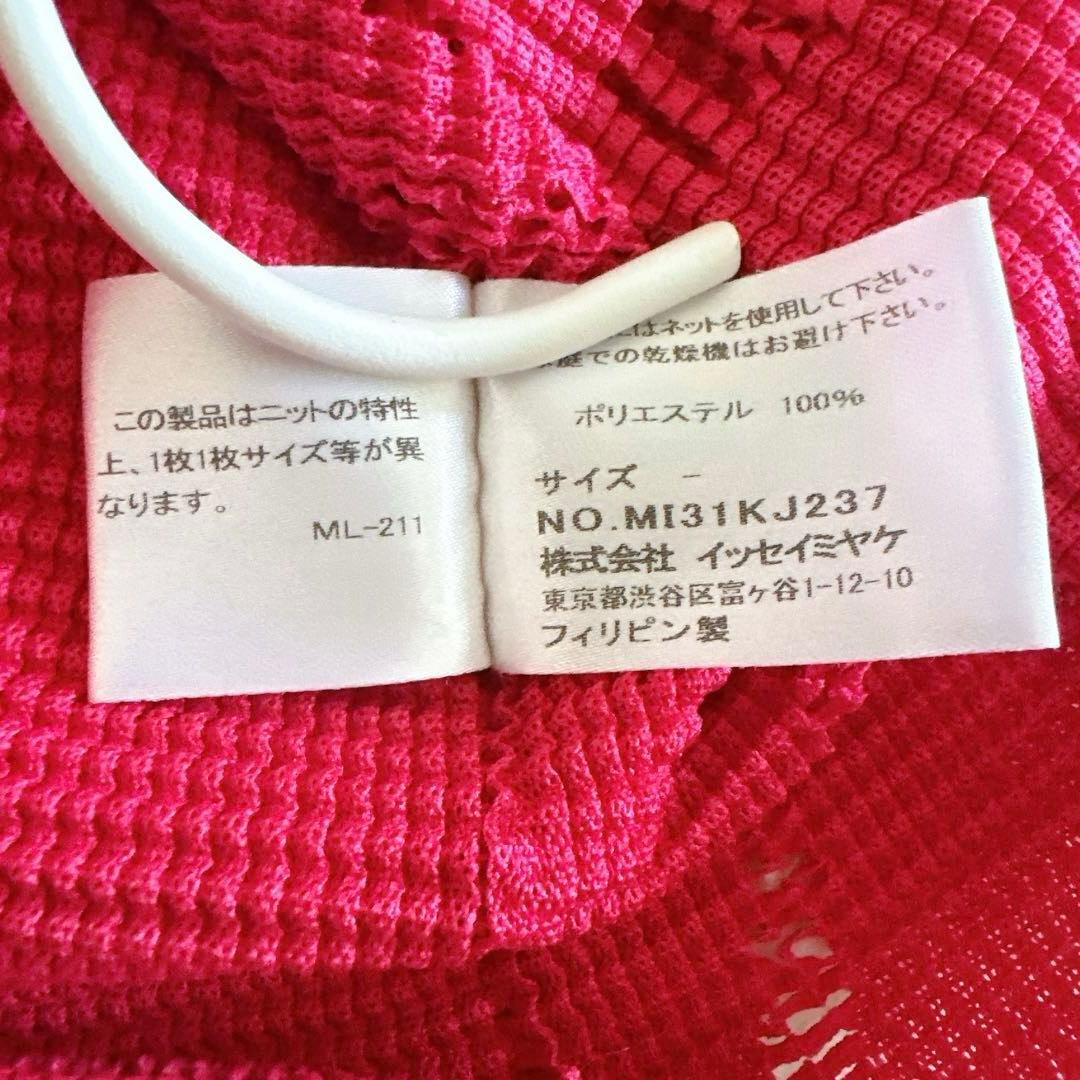 この製品はニットの特性
上、1枚1枚サイズ等が異
なります。
ML-211
はネットを使用して下さい。
庭での乾燥機はお避け下さい。
ポリエステル 100%
サイズ -
NO.MI31KJ237
株式会社 イッセイミヤケ
東京都渋谷区富ヶ谷1-12-10
フィリピン製